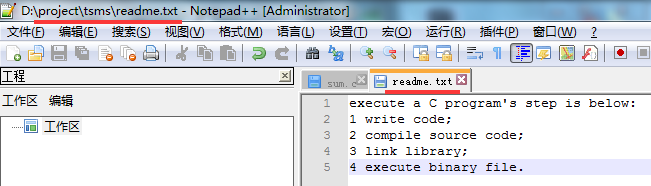 D:\project\tsms\readme.txt - Notepad++ [Administrator]
文件(F) 编辑(E) 搜索(S) 视图(V) 格式(M) 语言(L) 设置(T) 宏(O) 运行(R) 插件(P) 窗口(W) ?
工程
工作区 编辑
工作区
sum.c readme.txt
1 execute a C program's step is below:
2 1 write code;
3 2 compile source code;
4 3 link library;
5 4 execute binary file.